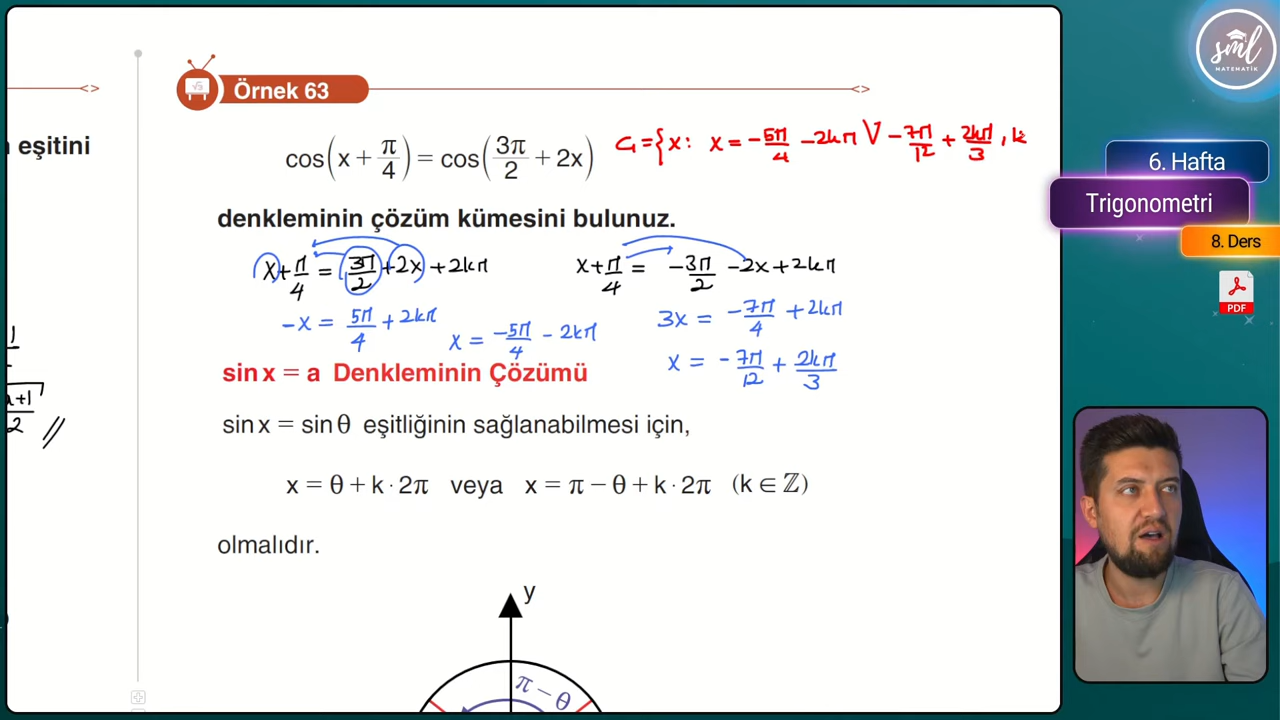 sml
MATEMATİK
Örnek 63
eşitini
cos(x + π/4) = cos(3π/2 + 2x)
Ç = { x : x = -5π/4 - 2kπ V -7π/12 + 2kπ/3 , k
6. Hafta
Trigonometri
8. Ders
PDF
denkleminin çözüm kümesini bulunuz.
x + π/4 = 3π/2 + 2x + 2kπ
x + π/4 = -3π/2 - 2x + 2kπ
-x = 5π/4 + 2kπ
x = -5π/4 - 2kπ
3x = -7π/4 + 2kπ
x = -7π/12 + 2kπ/3
sin x = a Denkleminin Çözümü
sin x = sin θ eşitliğinin sağlanabilmesi için,
x = θ + k · 2π veya x = π − θ + k · 2π (k ∈ ℤ)
olmalıdır.
y
π − θ